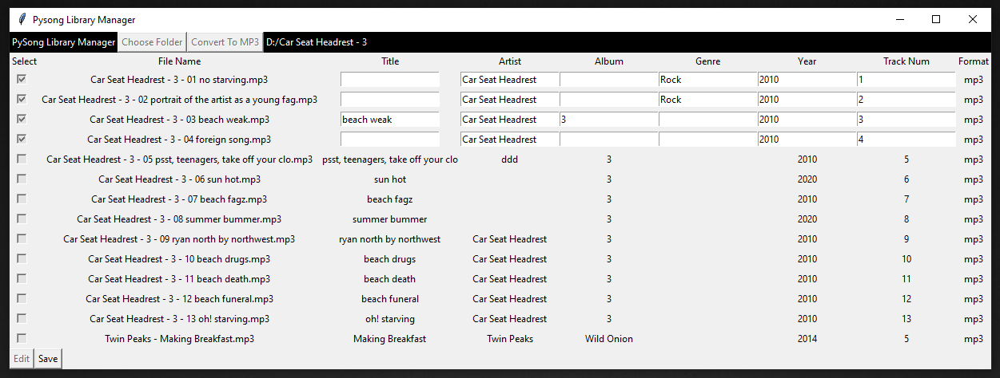 Pysong Library Manager
PySong Library Manager Choose Folder Convert To MP3 D:/Car Seat Headrest - 3
Select File Name Title Artist Album Genre Year Track Num Format
Car Seat Headrest - 3 - 01 no starving.mp3 Car Seat Headrest Rock 2010 1 mp3
Car Seat Headrest - 3 - 02 portrait of the artist as a young fag.mp3 Car Seat Headrest Rock 2010 2 mp3
Car Seat Headrest - 3 - 03 beach weak.mp3 beach weak Car Seat Headrest 3 2010 3 mp3
Car Seat Headrest - 3 - 04 foreign song.mp3 Car Seat Headrest 2010 4 mp3
Car Seat Headrest - 3 - 05 psst, teenagers, take off your clo.mp3 psst, teenagers, take off your clo ddd 3 2010 5 mp3
Car Seat Headrest - 3 - 06 sun hot.mp3 sun hot 3 2020 6 mp3
Car Seat Headrest - 3 - 07 beach fagz.mp3 beach fagz 3 2010 7 mp3
Car Seat Headrest - 3 - 08 summer bummer.mp3 summer bummer 3 2020 8 mp3
Car Seat Headrest - 3 - 09 ryan north by northwest.mp3 ryan north by northwest Car Seat Headrest 3 2010 9 mp3
Car Seat Headrest - 3 - 10 beach drugs.mp3 beach drugs Car Seat Headrest 3 2010 10 mp3
Car Seat Headrest - 3 - 11 beach death.mp3 beach death Car Seat Headrest 3 2010 11 mp3
Car Seat Headrest - 3 - 12 beach funeral.mp3 beach funeral Car Seat Headrest 3 2010 12 mp3
Car Seat Headrest - 3 - 13 oh! starving.mp3 oh! starving Car Seat Headrest 3 2010 13 mp3
Twin Peaks - Making Breakfast.mp3 Making Breakfast Twin Peaks Wild Onion 2014 5 mp3
Edit Save